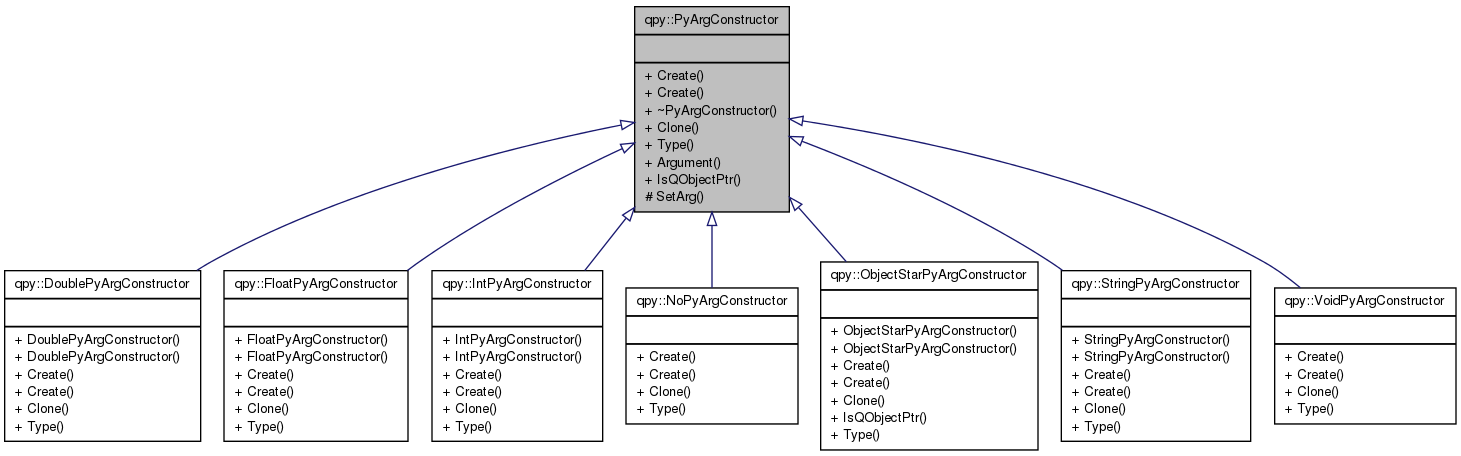 qpy::PyArgConstructor
+ Create()
+ Create()
+ ~PyArgConstructor()
+ Clone()
+ Type()
+ Argument()
+ IsQObjectPtr()
# SetArg()
qpy::DoublePyArgConstructor
+ DoublePyArgConstructor()
+ DoublePyArgConstructor()
+ Create()
+ Create()
+ Clone()
+ Type()
qpy::FloatPyArgConstructor
+ FloatPyArgConstructor()
+ FloatPyArgConstructor()
+ Create()
+ Create()
+ Clone()
+ Type()
qpy::IntPyArgConstructor
+ IntPyArgConstructor()
+ IntPyArgConstructor()
+ Create()
+ Create()
+ Clone()
+ Type()
qpy::NoPyArgConstructor
+ Create()
+ Create()
+ Clone()
+ Type()
qpy::ObjectStarPyArgConstructor
+ ObjectStarPyArgConstructor()
+ ObjectStarPyArgConstructor()
+ Create()
+ Create()
+ Clone()
+ IsQObjectPtr()
+ Type()
qpy::StringPyArgConstructor
+ StringPyArgConstructor()
+ StringPyArgConstructor()
+ Create()
+ Create()
+ Clone()
+ Type()
qpy::VoidPyArgConstructor
+ Create()
+ Create()
+ Clone()
+ Type()